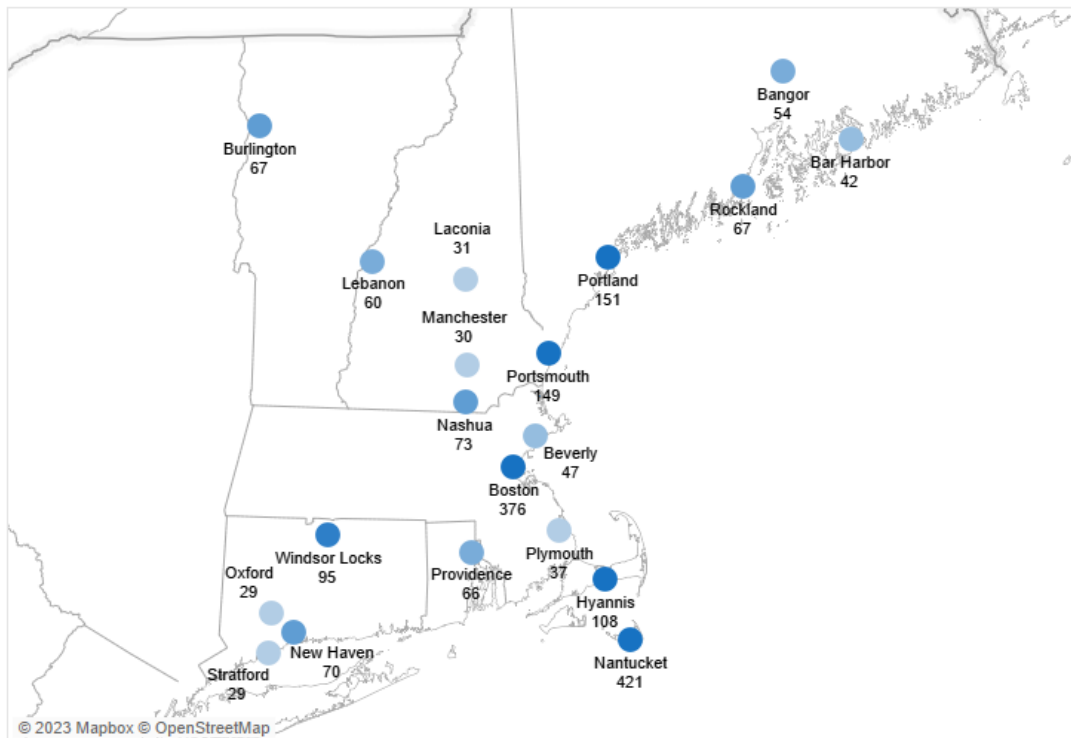 Bangor
54
Burlington
67
Bar Harbor
42
Rockland
67
Laconia
31
Lebanon
60
Portland
151
Manchester
30
Portsmouth
149
Nashua
73
Beverly
47
Boston
376
Windsor Locks
95
Plymouth
37
Oxford
29
Providence
66
Hyannis
108
New Haven
70
Stratford
29
Nantucket
421
© 2023 Mapbox © OpenStreetMap